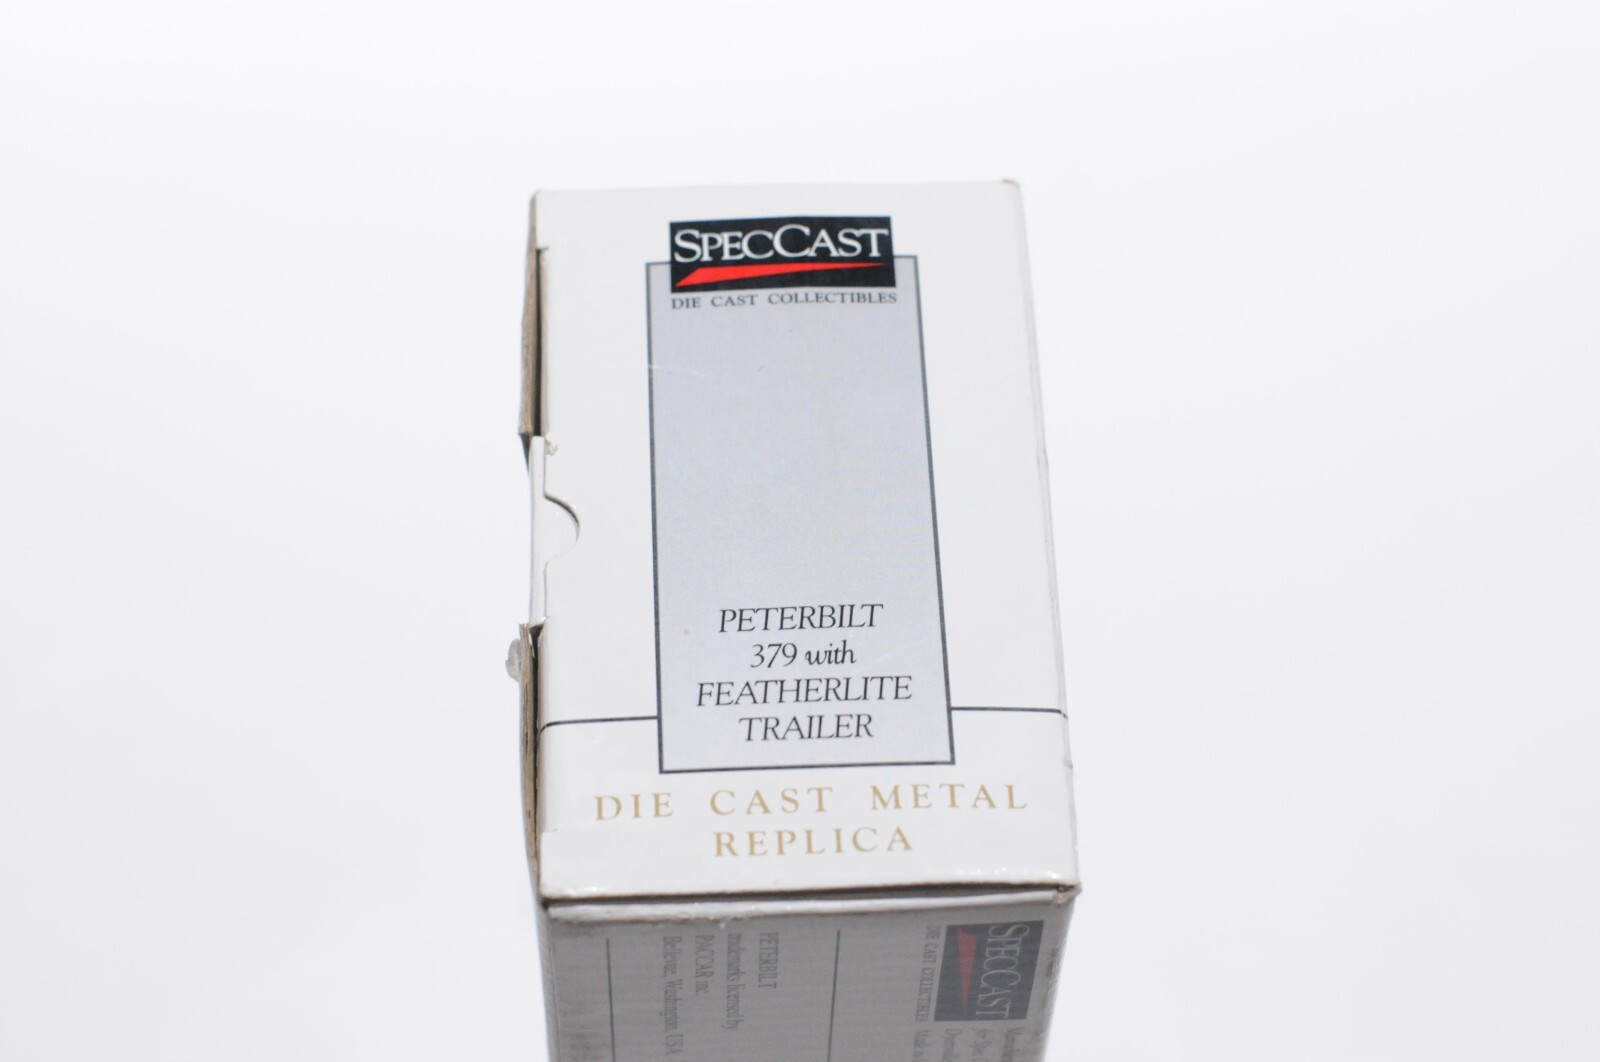 SPECCAST
DIE CAST COLLECTIBLES
PETERBILT
379 with
FEATHERLITE
TRAILER
DIE CAST METAL
REPLICA
PETERBILT
trademarks licensed by
PACCAR inc.
Bellevue, Washington, USA
SPECCAST
DIE CAST COLLECTIBLES